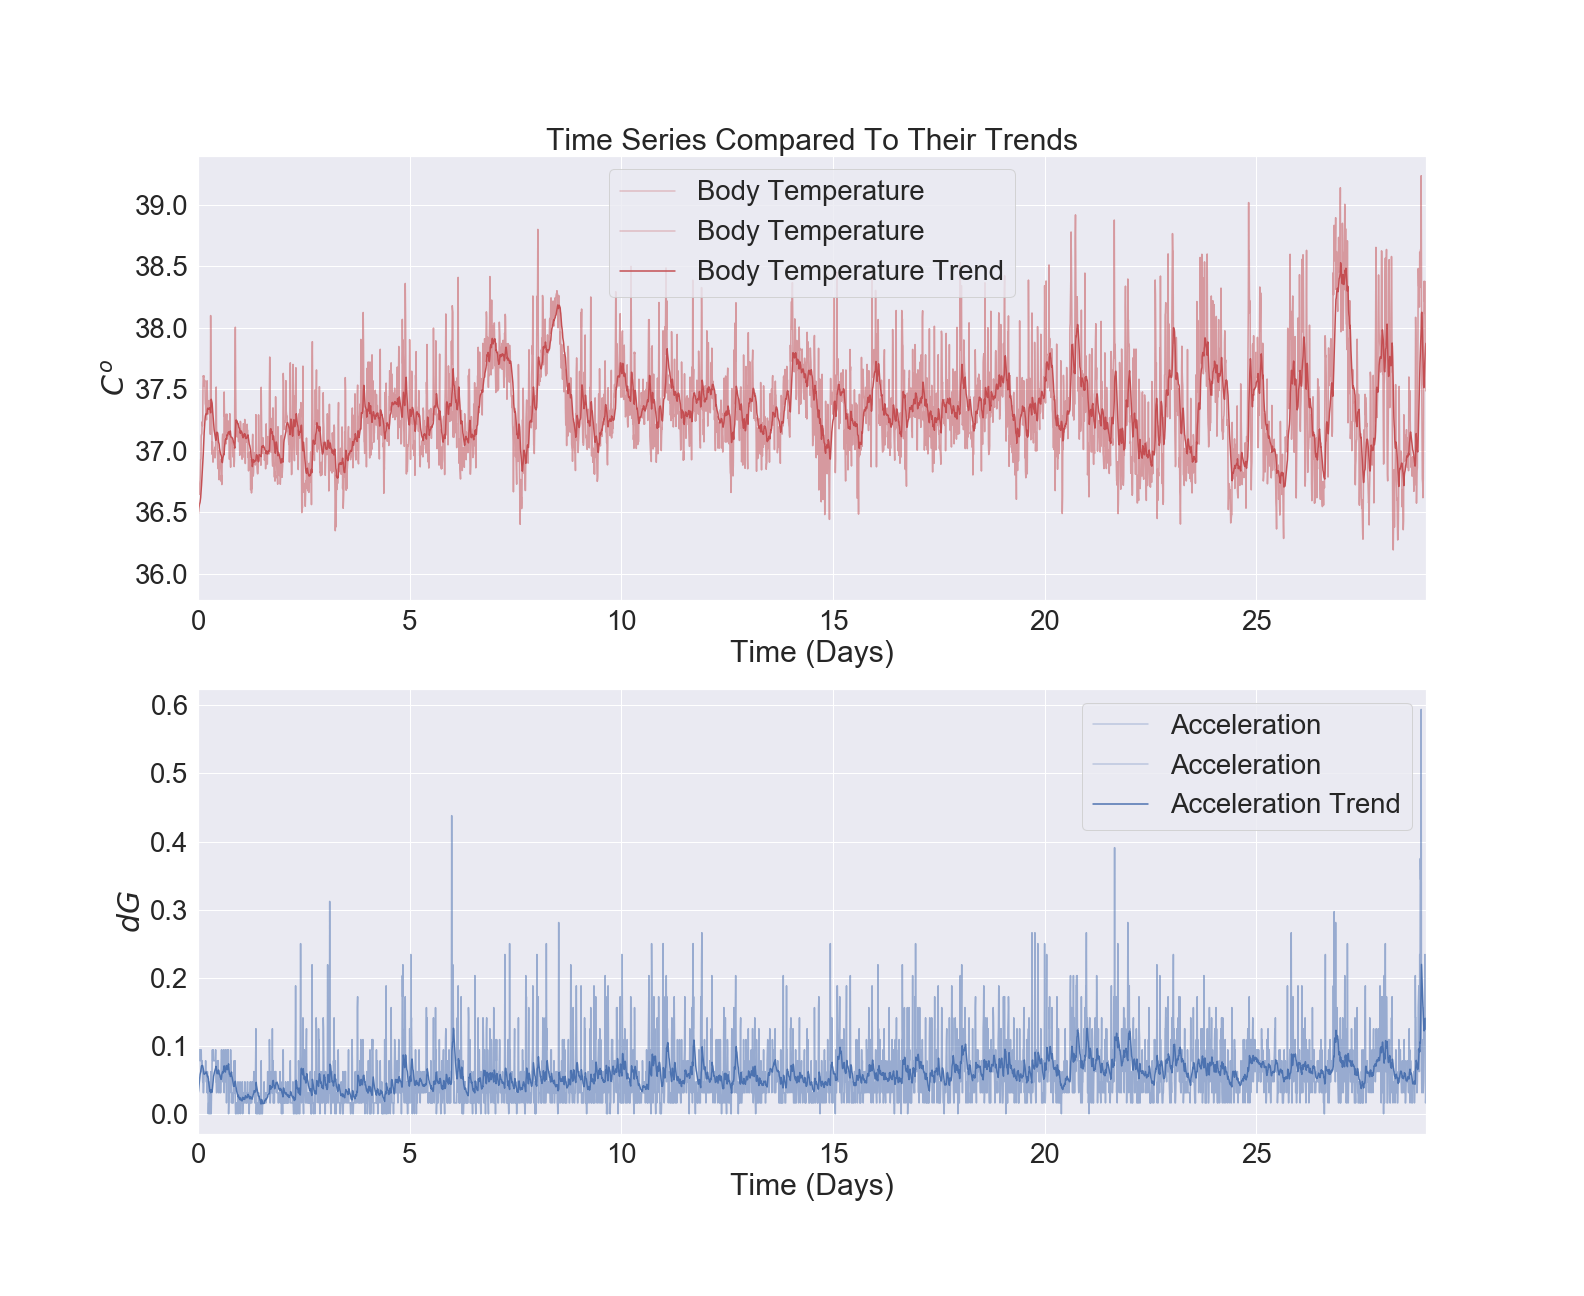 Time Series Compared To Their Trends
Body Temperature
Body Temperature
Body Temperature Trend
C°
39.0
38.5
38.0
37.5
37.0
36.5
36.0
0 5 10 15 20 25
Time (Days)
Acceleration
Acceleration
Acceleration Trend
dG
0.6
0.5
0.4
0.3
0.2
0.1
0.0
0 5 10 15 20 25
Time (Days)